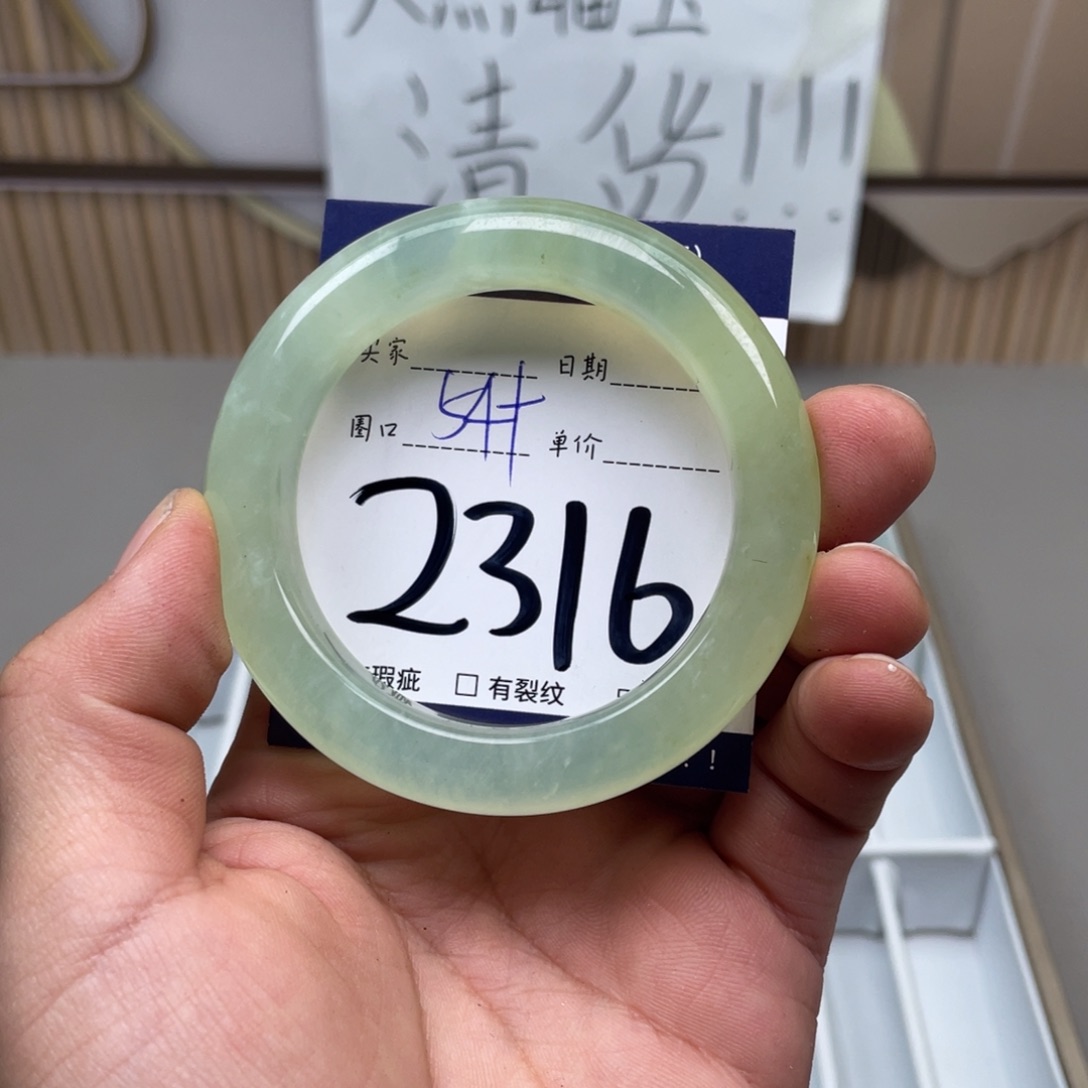 清货!!!
买家 日期
圈口 54+ 单价
2316
瑕疵 □ 有裂纹
!